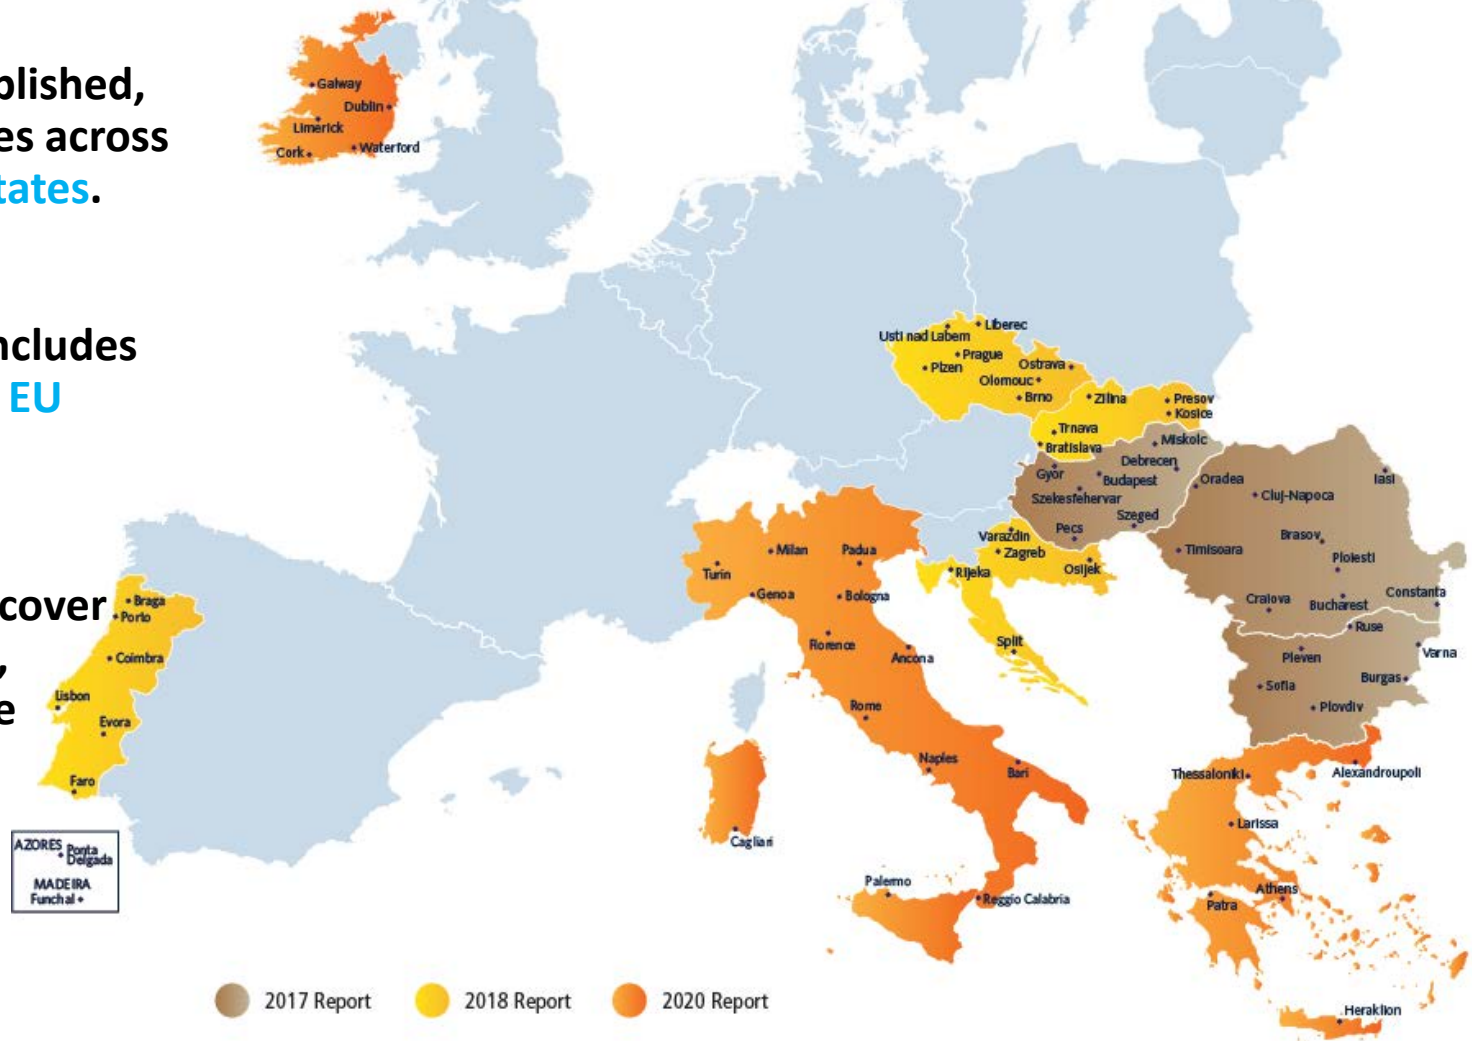 blished,
es across
tates.
ncludes
EU
cover
,
e
Galway
Dublin
Limerick
Cork
Waterford
Liberec
Usti nad Labem
Prague
Plzen
Ostrava
Olomouc
Brno
Zilina
Presov
Kosice
Trnava
Bratislava
Miskolc
Debrecen
Gyor
Budapest
Szekesfehervar
Szeged
Pecs
Oradea
Cluj-Napoca
Iasi
Brasov
Timisoara
Ploiesti
Craiova
Bucharest
Constanta
Ruse
Pleven
Varna
Sofia
Burgas
Plovdiv
Varazdin
Zagreb
Osijek
Rijeka
Split
Milan
Padua
Turin
Genoa
Bologna
Florence
Ancona
Rome
Naples
Bari
Cagliari
Palermo
Reggio Calabria
Braga
Porto
Coimbra
Lisbon
Evora
Faro
AZORES
Ponta
Delgada
MADEIRA
Funchal
Thessaloniki
Alexandroupoli
Larissa
Athens
Patra
Heraklion
2017 Report
2018 Report
2020 Report